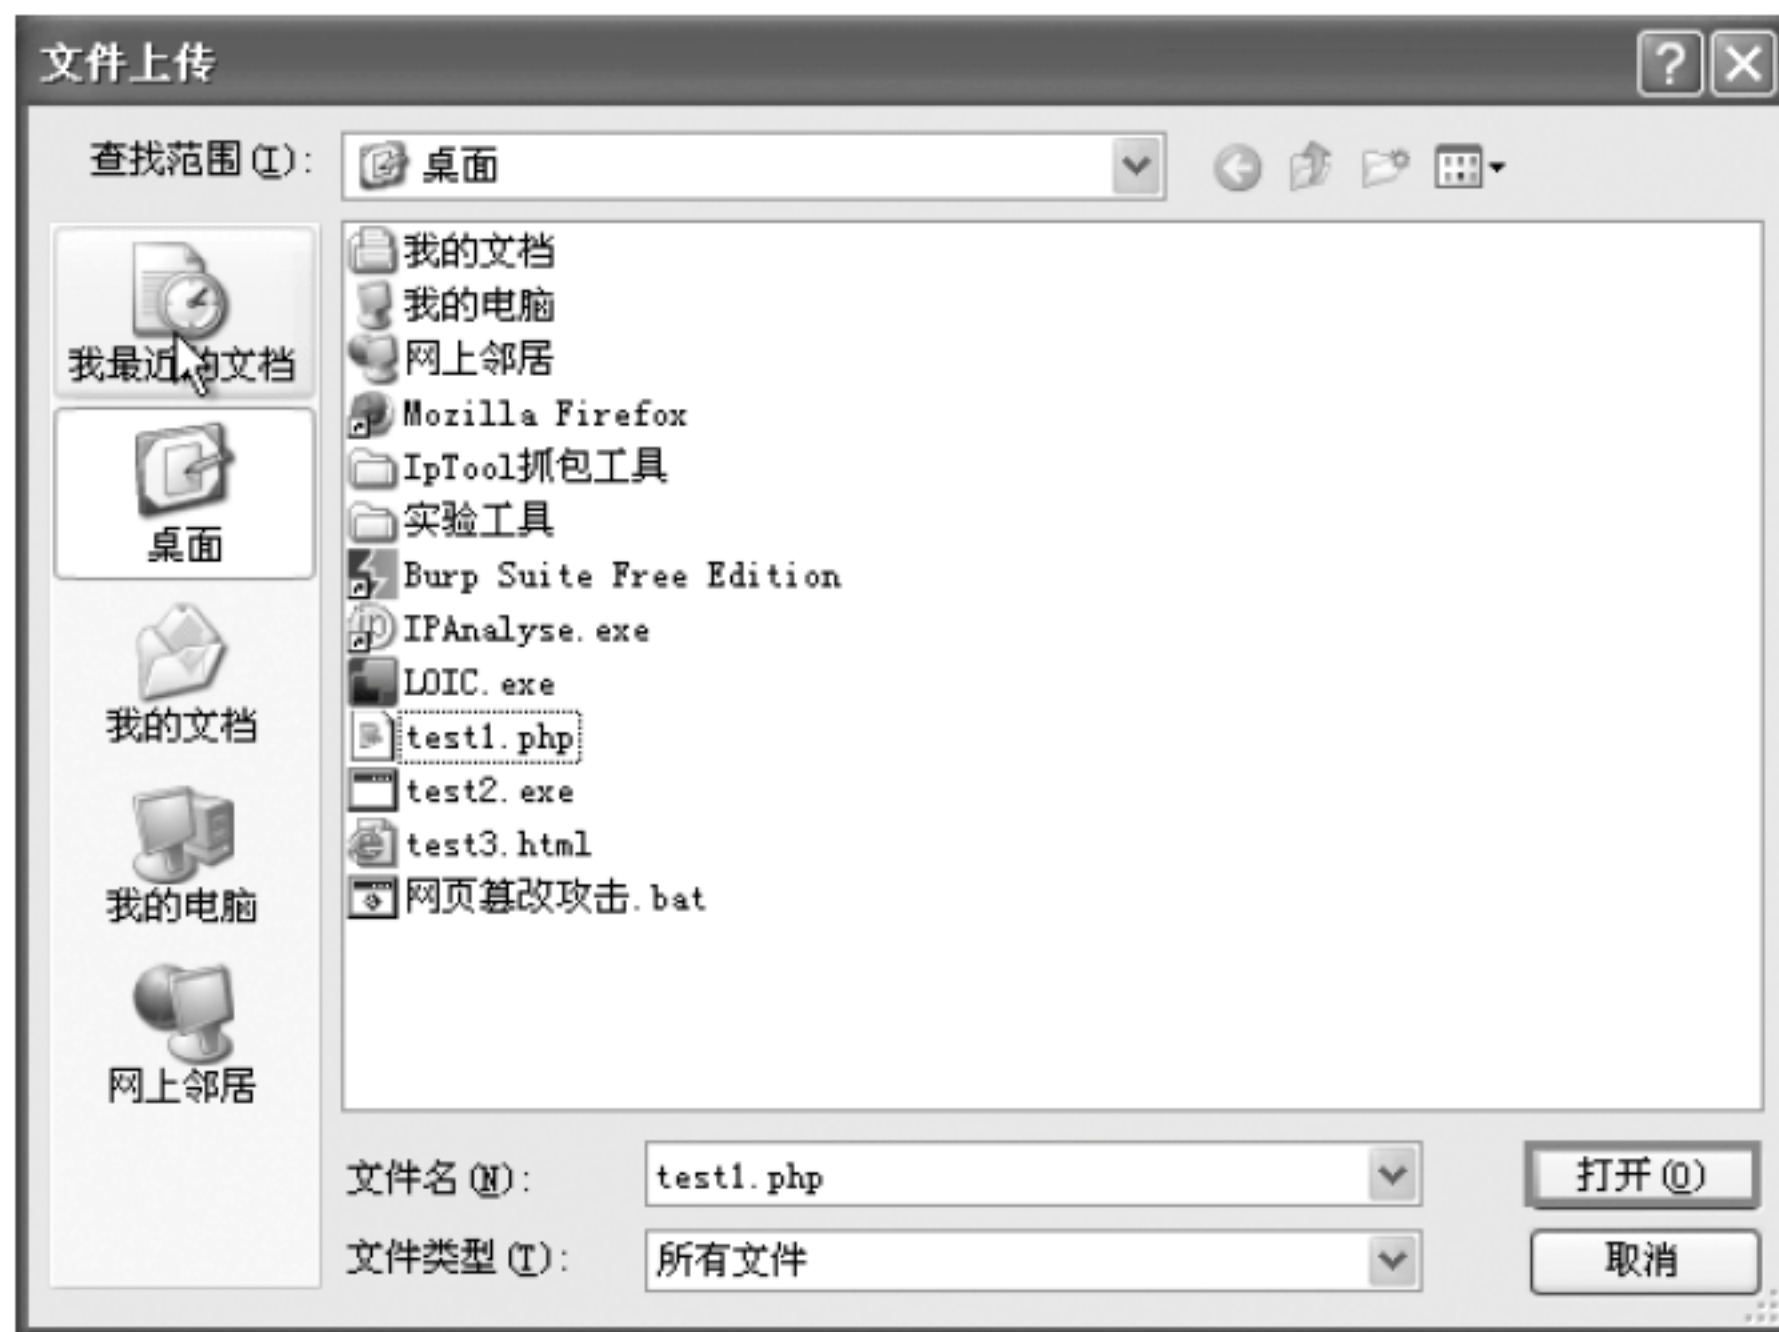 文件上传
查找范围(I): 桌面
我最近的文档
桌面
我的文档
我的电脑
网上邻居
我的文档
我的电脑
网上邻居
Mozilla Firefox
IpTool抓包工具
实验工具
Burp Suite Free Edition
IPAnalyse.exe
LOIC.exe
test1.php
test2.exe
test3.html
网页篡改攻击.bat
文件名(N): test1.php 打开(O)
文件类型(T): 所有文件 取消